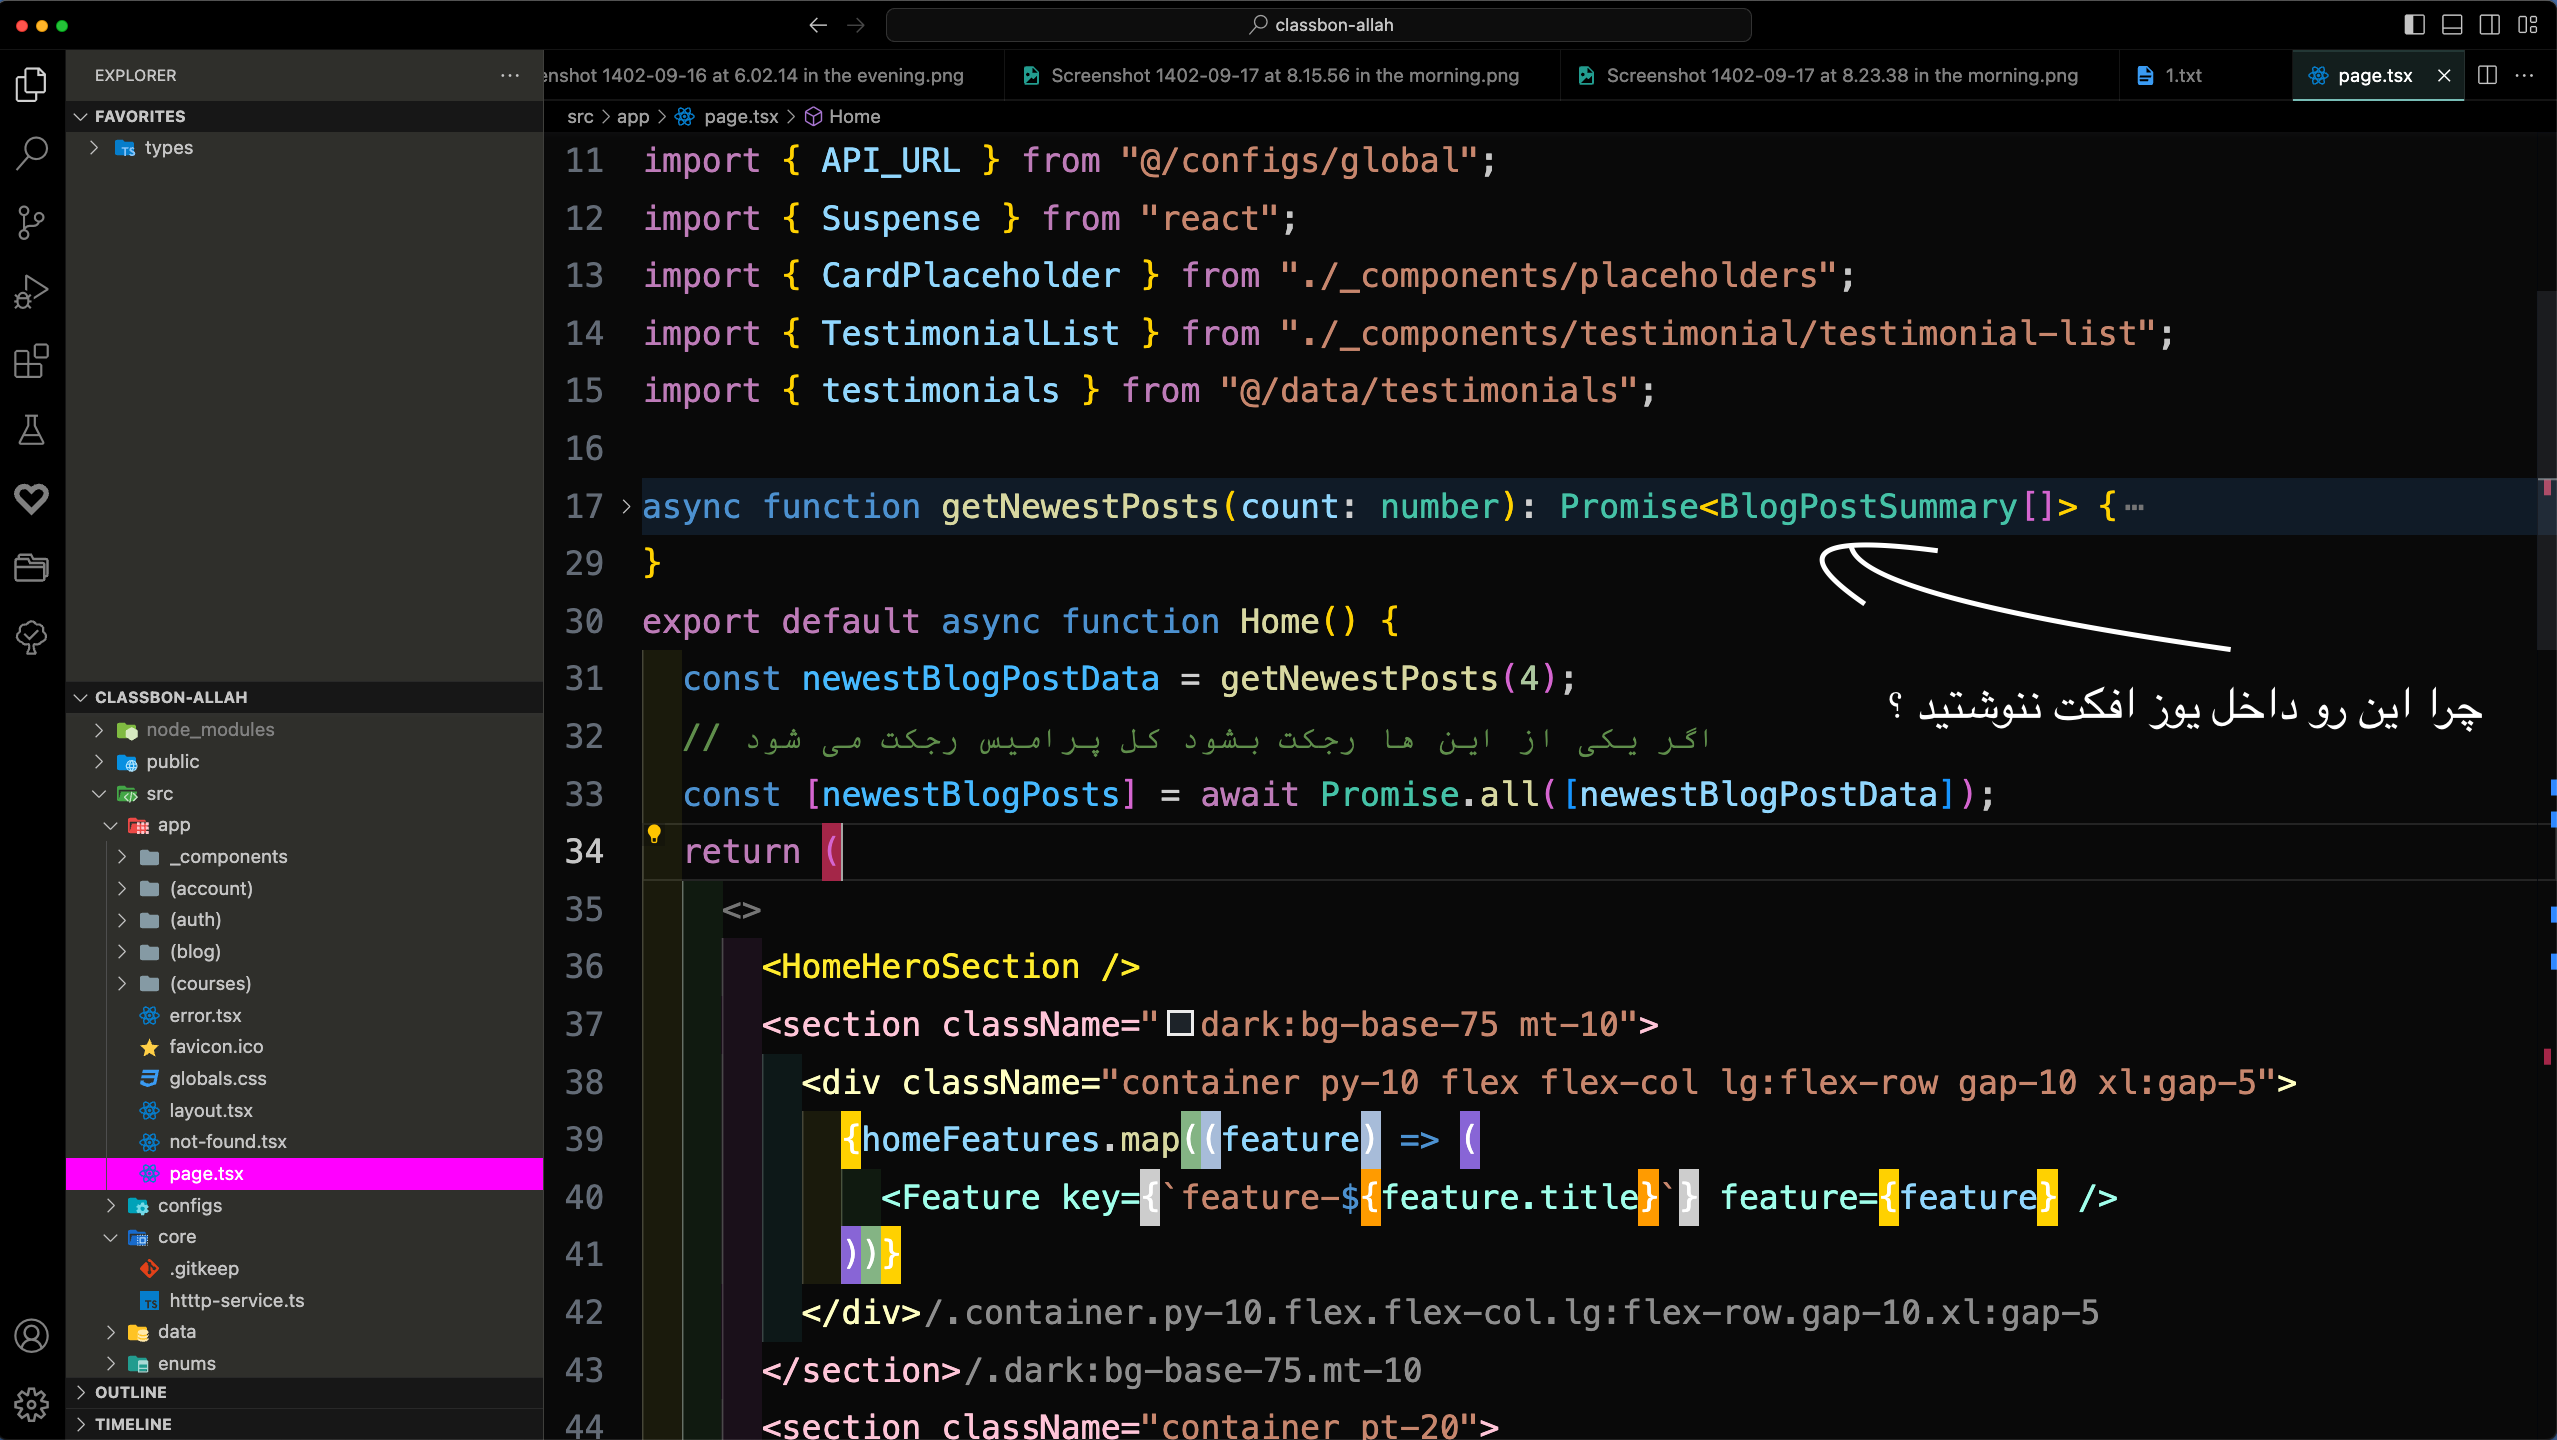 classbon-allah
EXPLORER
FAVORITES
types
CLASSBON-ALLAH
node_modules
public
src
app
_components
(account)
(auth)
(blog)
(courses)
error.tsx
favicon.ico
globals.css
layout.tsx
not-found.tsx
page.tsx
configs
core
.gitkeep
htttp-service.ts
data
enums
OUTLINE
TIMELINE
enshot 1402-09-16 at 6.02.14 in the evening.png
Screenshot 1402-09-17 at 8.15.56 in the morning.png
Screenshot 1402-09-17 at 8.23.38 in the morning.png
1.txt
page.tsx
src > app > page.tsx > Home
11 import { API_URL } from "@/configs/global";
12 import { Suspense } from "react";
13 import { CardPlaceholder } from "./_components/placeholders";
14 import { TestimonialList } from "./_components/testimonial/testimonial-list";
15 import { testimonials } from "@/data/testimonials";
16
17 async function getNewestPosts(count: number): Promise<BlogPostSummary[]> {…
29 }
30 export default async function Home() {
31 const newestBlogPostData = getNewestPosts(4);
چرا این رو داخل یوز افکت ننوشتید ؟
32 // اگر یکی از این ها رجکت بشود کل پرامیس رجکت می شود
33 const [newestBlogPosts] = await Promise.all([newestBlogPostData]);
34 return (
35 <>
36 <HomeHeroSection />
37 <section className="dark:bg-base-75 mt-10">
38 <div className="container py-10 flex flex-col lg:flex-row gap-10 xl:gap-5">
39 {homeFeatures.map((feature) => (
40 <Feature key={`feature-${feature.title}`} feature={feature} />
41 ))}
42 </div>/.container.py-10.flex.flex-col.lg:flex-row.gap-10.xl:gap-5
43 </section>/.dark:bg-base-75.mt-10
44 <section className="container pt-20">